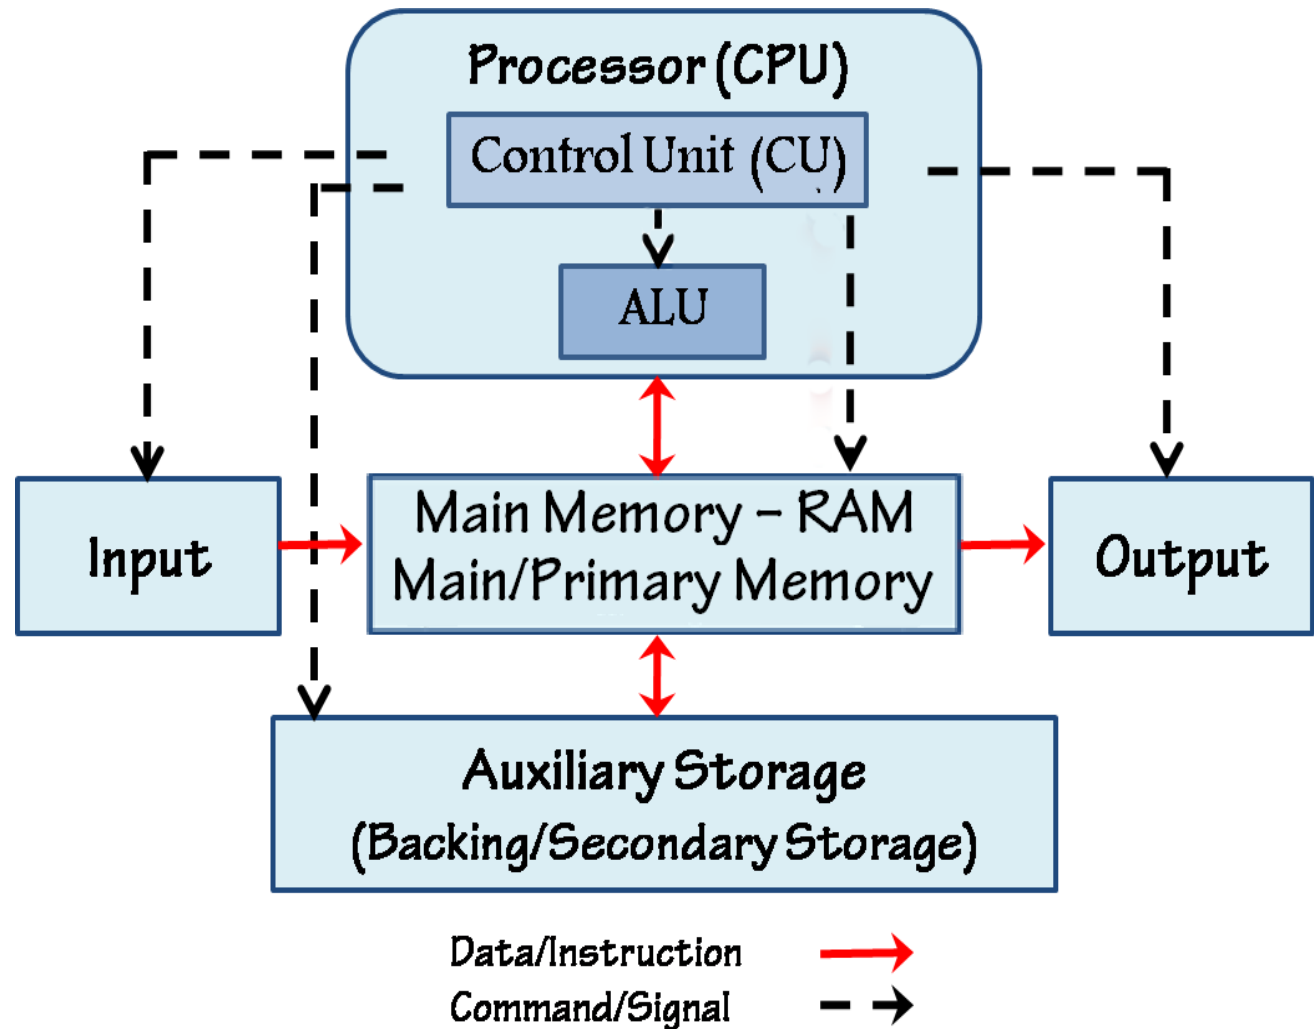 Processor (CPU)
Control Unit (CU)
ALU
Input
Main Memory – RAM
Main/Primary Memory
Output
Auxiliary Storage
(Backing/Secondary Storage)
Data/Instruction
Command/Signal